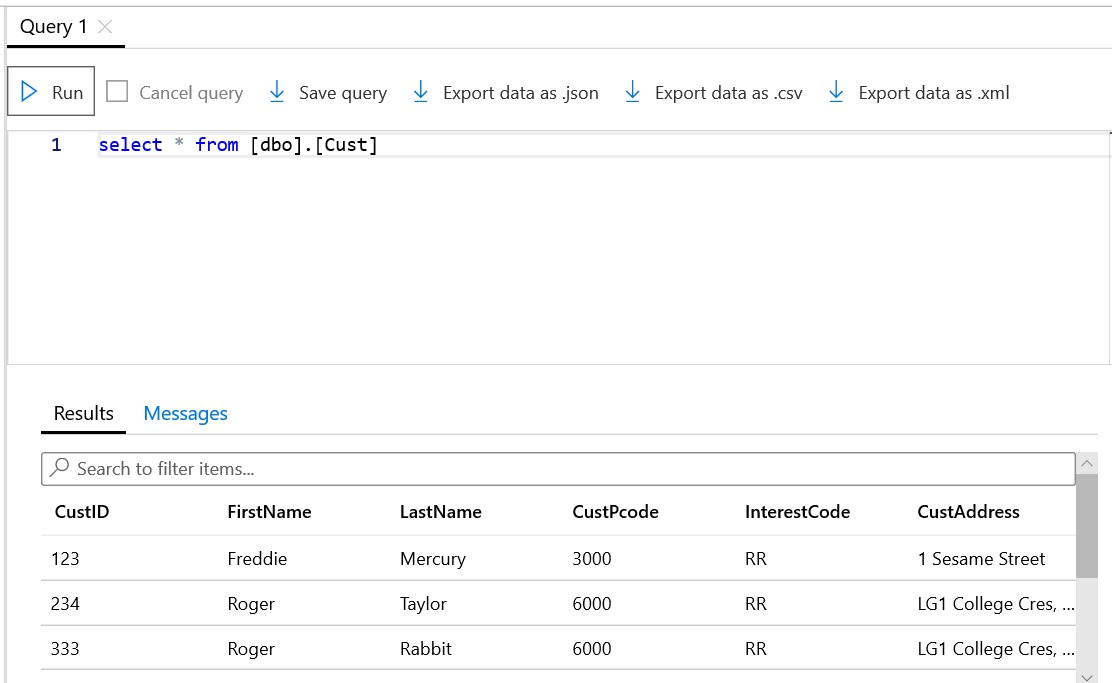 Query 1
Run Cancel query Save query Export data as .json Export data as .csv Export data as .xml
1 select * from [dbo].[Cust]
Results Messages
Search to filter items...
CustID FirstName LastName CustPcode InterestCode CustAddress
123 Freddie Mercury 3000 RR 1 Sesame Street
234 Roger Taylor 6000 RR LG1 College Cres, ...
333 Roger Rabbit 6000 RR LG1 College Cres, ...